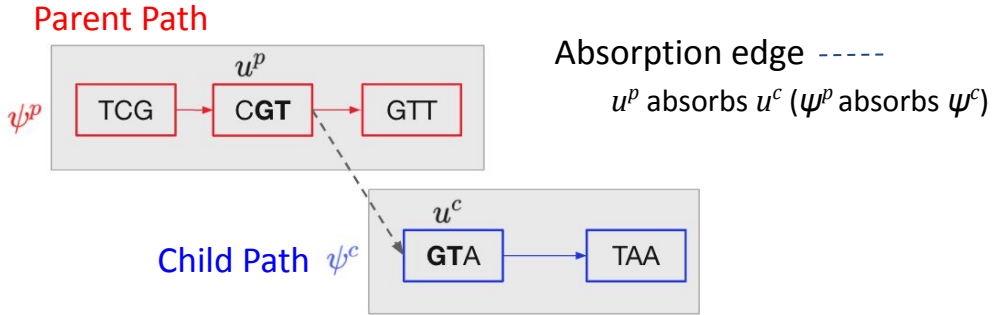 Parent Path
Absorption edge -----
u^p
u^p absorbs u^c (ψ^p absorbs ψ^c)
ψ^p TCG CGT GTT
u^c
Child Path ψ^c GTA TAA